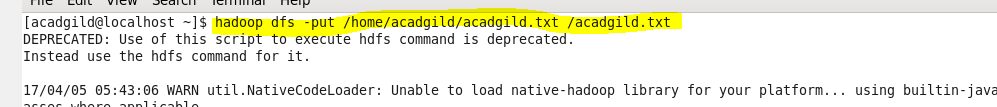 File Edit View Search Terminal Help
[acadgild@localhost ~]$ hadoop dfs -put /home/acadgild/acadgild.txt /acadgild.txt
DEPRECATED: Use of this script to execute hdfs command is deprecated.
Instead use the hdfs command for it.
17/04/05 05:43:06 WARN util.NativeCodeLoader: Unable to load native-hadoop library for your platform... using builtin-java
asses where applicable